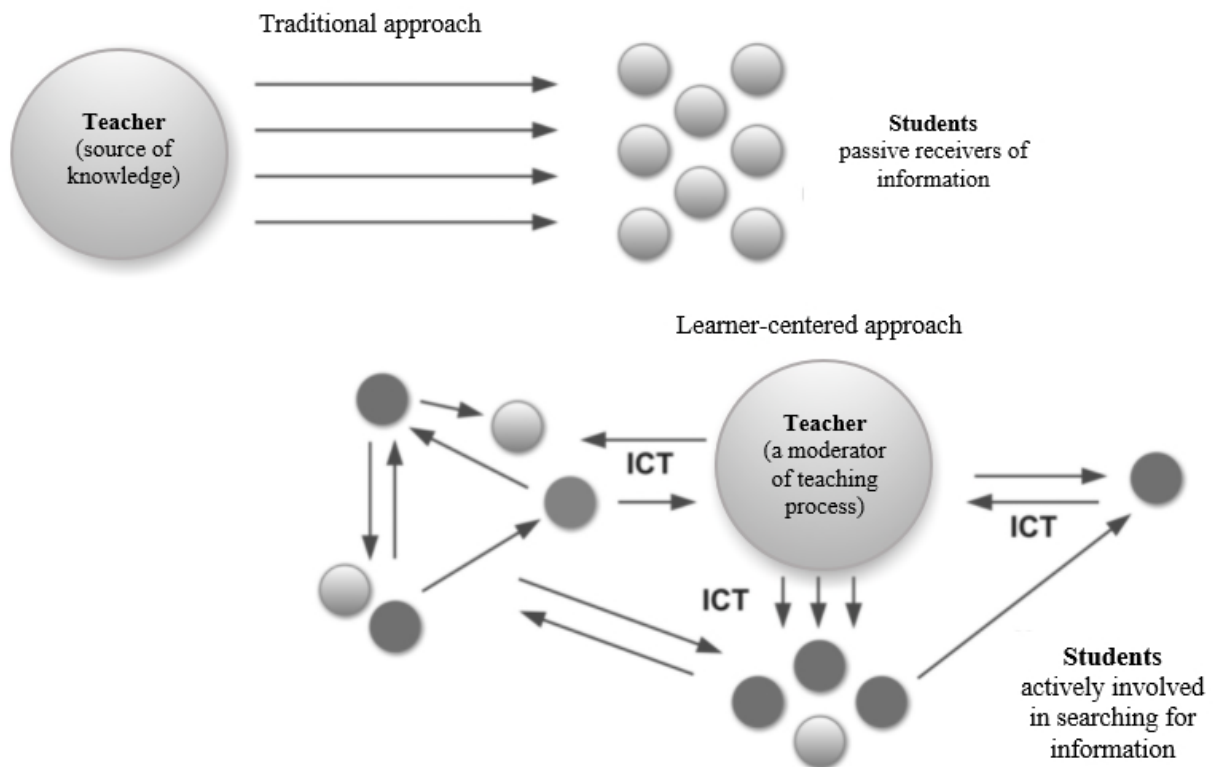 Traditional approach
Teacher
(source of
knowledge)
Students
passive receivers of
information
Learner-centered approach
Teacher
(a moderator
of teaching
process)
ICT
ICT
ICT
Students
actively involved
in searching for
information